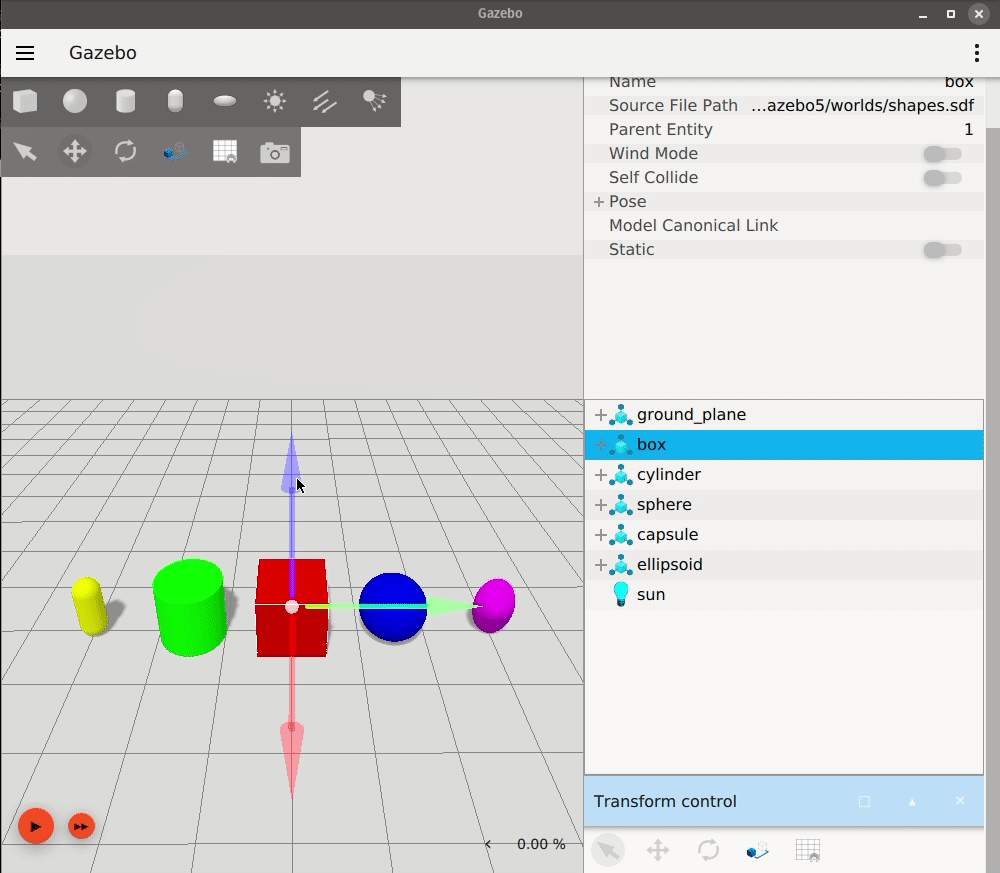 Gazebo
Gazebo
Name box
Source File Path ...azebo5/worlds/shapes.sdf
Parent Entity 1
Wind Mode
Self Collide
Pose
Model Canonical Link
Static
ground_plane
box
cylinder
sphere
capsule
ellipsoid
sun
Transform control
0.00 %